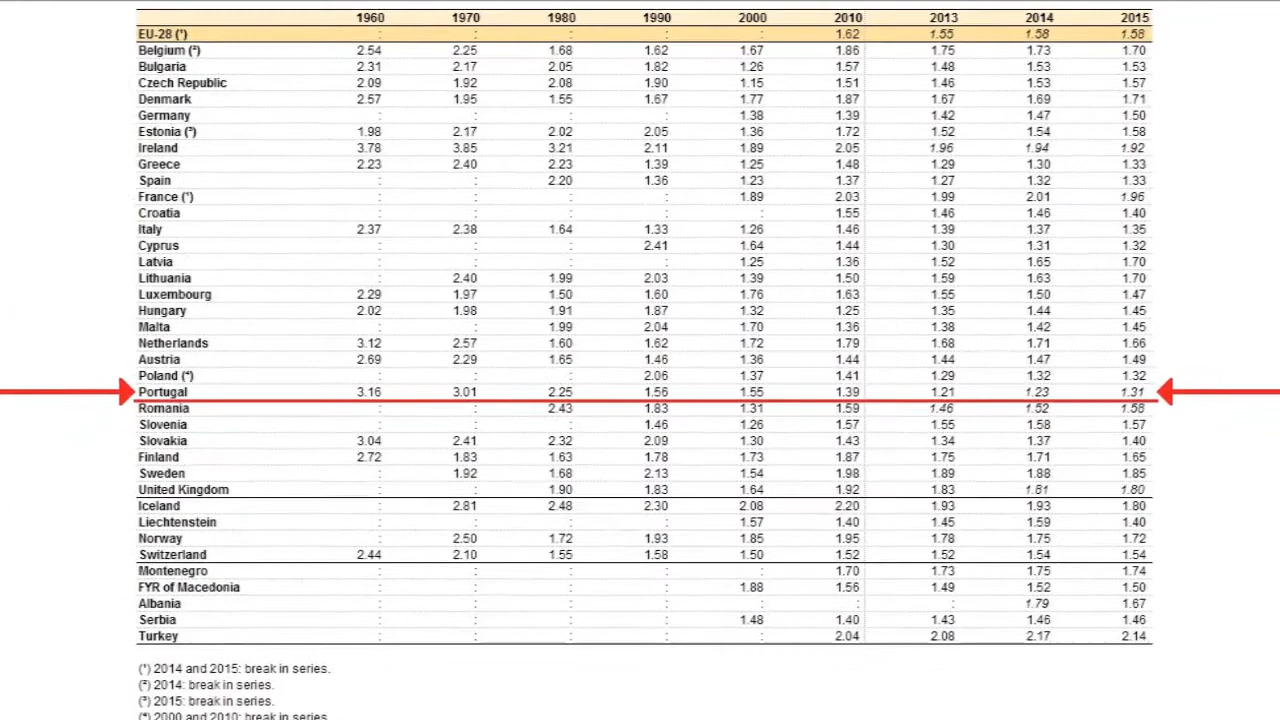 1960 1970 1980 1990 2000 2010 2013 2014 2015
EU-28 (¹) : : : : : 1.62 1.55 1.58 1.58
Belgium (²) 2.54 2.25 1.68 1.62 1.67 1.86 1.75 1.73 1.70
Bulgaria 2.31 2.17 2.05 1.82 1.26 1.57 1.48 1.53 1.53
Czech Republic 2.09 1.92 2.08 1.90 1.15 1.51 1.46 1.53 1.57
Denmark 2.57 1.95 1.55 1.67 1.77 1.87 1.67 1.69 1.71
Germany : : : : 1.38 1.39 1.42 1.47 1.50
Estonia (³) 1.98 2.17 2.02 2.05 1.36 1.72 1.52 1.54 1.58
Ireland 3.78 3.85 3.21 2.11 1.89 2.05 1.96 1.94 1.92
Greece 2.23 2.40 2.23 1.39 1.25 1.48 1.29 1.30 1.33
Spain : : 2.20 1.36 1.23 1.37 1.27 1.32 1.33
France (¹) : : : : 1.89 2.03 1.99 2.01 1.96
Croatia : : : : : 1.55 1.46 1.46 1.40
Italy 2.37 2.38 1.64 1.33 1.26 1.46 1.39 1.37 1.35
Cyprus : : : 2.41 1.64 1.44 1.30 1.31 1.32
Latvia : : : : 1.25 1.36 1.52 1.65 1.70
Lithuania : 2.40 1.99 2.03 1.39 1.50 1.59 1.63 1.70
Luxembourg 2.29 1.97 1.50 1.60 1.76 1.63 1.55 1.50 1.47
Hungary 2.02 1.98 1.91 1.87 1.32 1.25 1.35 1.44 1.45
Malta : : 1.99 2.04 1.70 1.36 1.38 1.42 1.45
Netherlands 3.12 2.57 1.60 1.62 1.72 1.79 1.68 1.71 1.66
Austria 2.69 2.29 1.65 1.46 1.36 1.44 1.44 1.47 1.49
Poland (⁴) : : : 2.06 1.37 1.41 1.29 1.32 1.32
Portugal 3.16 3.01 2.25 1.56 1.55 1.39 1.21 1.23 1.31
Romania : : 2.43 1.83 1.31 1.59 1.46 1.52 1.58
Slovenia : : : 1.46 1.26 1.57 1.55 1.58 1.57
Slovakia 3.04 2.41 2.32 2.09 1.30 1.43 1.34 1.37 1.40
Finland 2.72 1.83 1.63 1.78 1.73 1.87 1.75 1.71 1.65
Sweden : 1.92 1.68 2.13 1.54 1.98 1.89 1.88 1.85
United Kingdom : : 1.90 1.83 1.64 1.92 1.83 1.81 1.80
Iceland : 2.81 2.48 2.30 2.08 2.20 1.93 1.93 1.80
Liechtenstein : : : : 1.57 1.40 1.45 1.59 1.40
Norway : 2.50 1.72 1.93 1.85 1.95 1.78 1.75 1.72
Switzerland 2.44 2.10 1.55 1.58 1.50 1.52 1.52 1.54 1.54
Montenegro : : : : : 1.70 1.73 1.75 1.74
FYR of Macedonia : : : : 1.88 1.56 1.49 1.52 1.50
Albania : : : : : : : 1.79 1.67
Serbia : : : : 1.48 1.40 1.43 1.46 1.46
Turkey : : : : : 2.04 2.08 2.17 2.14
(¹) 2014 and 2015: break in series.
(²) 2014: break in series.
(³) 2015: break in series.
(⁴) 2000 and 2010: break in series.